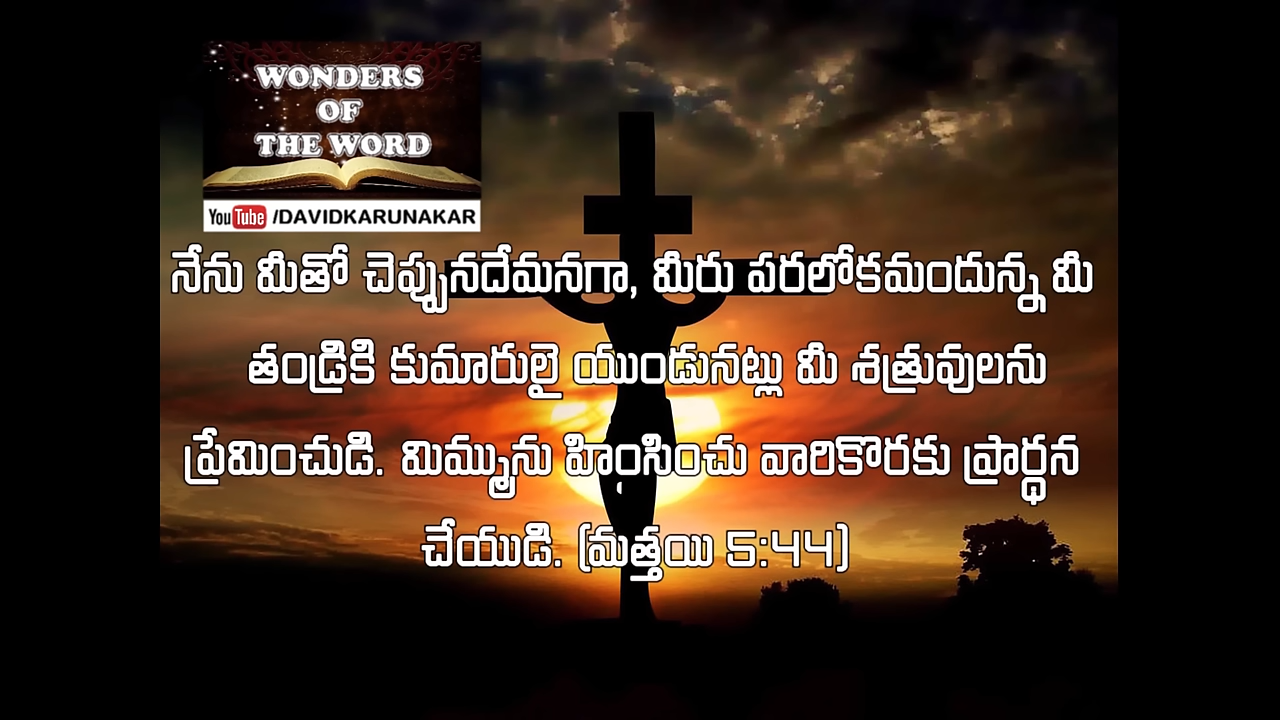 WONDERS
OF
THE WORD
YouTube /DAVIDKARUNAKAR
నేను మీతో చెప్పునదేమనగా, మీరు పరలోకమందున్న మీ
తండ్రికి కుమారులై యుండునట్లు మీ శత్రువులను
ప్రేమించుడి. మిమ్మును హింసించు వారికొరకు ప్రార్థన
చేయుడి. (మత్తయి 5:44)